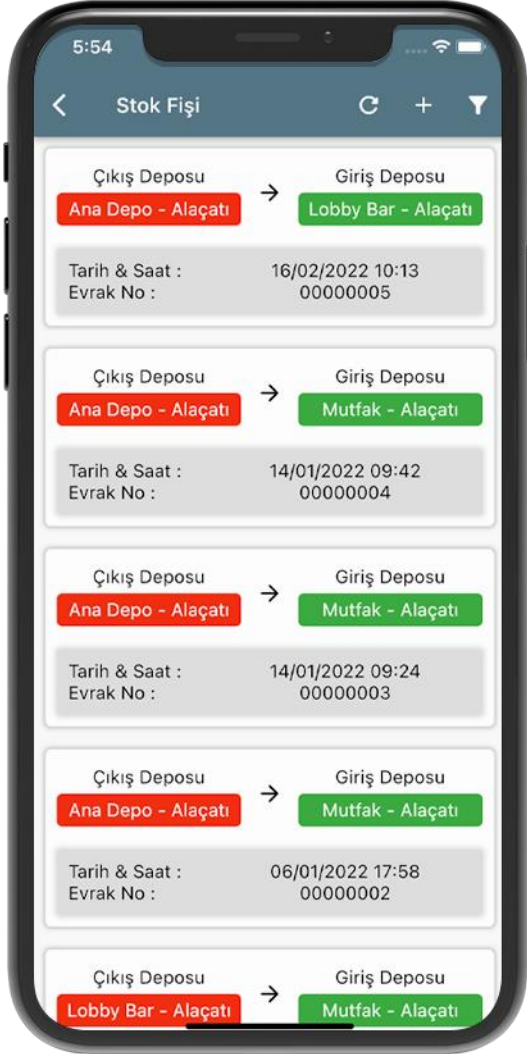 5:54
Stok Fişi
Çıkış Deposu → Giriş Deposu
Ana Depo - Alaçatı Lobby Bar - Alaçatı
Tarih & Saat : 16/02/2022 10:13
Evrak No : 00000005
Çıkış Deposu → Giriş Deposu
Ana Depo - Alaçatı Mutfak - Alaçatı
Tarih & Saat : 14/01/2022 09:42
Evrak No : 00000004
Çıkış Deposu → Giriş Deposu
Ana Depo - Alaçatı Mutfak - Alaçatı
Tarih & Saat : 14/01/2022 09:24
Evrak No : 00000003
Çıkış Deposu → Giriş Deposu
Ana Depo - Alaçatı Mutfak - Alaçatı
Tarih & Saat : 06/01/2022 17:58
Evrak No : 00000002
Çıkış Deposu → Giriş Deposu
Lobby Bar - Alaçatı Mutfak - Alaçatı